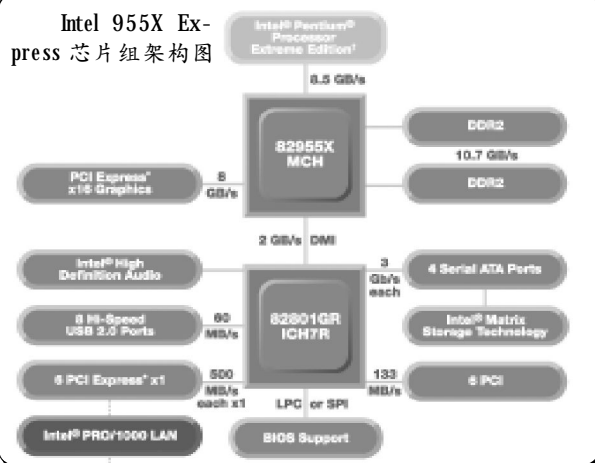 Intel 955X Ex-
press 芯片组架构图
Intel® Pentium®
Processor
Extreme Edition†
8.5 GB/s
82955X
MCH
DDR2
10.7 GB/s
DDR2
PCI Express*
x16 Graphics
8
GB/s
2 GB/s DMI
Intel® High
Definition Audio
3
Gb/s
each
4 Serial ATA Ports
8 Hi-Speed
USB 2.0 Ports
60
MB/s
82801GR
ICH7R
Intel® Matrix
Storage Technology
6 PCI Express* x1
500
MB/s
each x1
133
MB/s
6 PCI
LPC or SPI
Intel® PRO/1000 LAN
BIOS Support